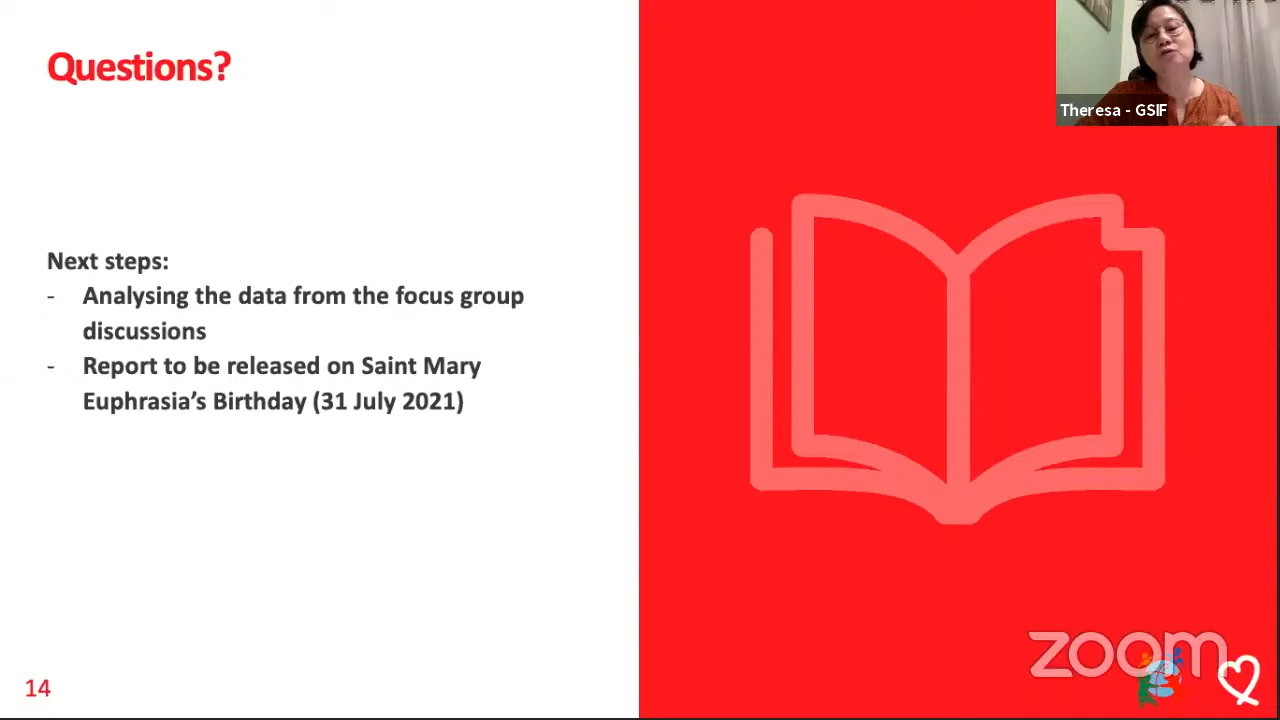 Questions?
Theresa - GSIF
Next steps:
- Analysing the data from the focus group
discussions
- Report to be released on Saint Mary
Euphrasia’s Birthday (31 July 2021)
zoom
14